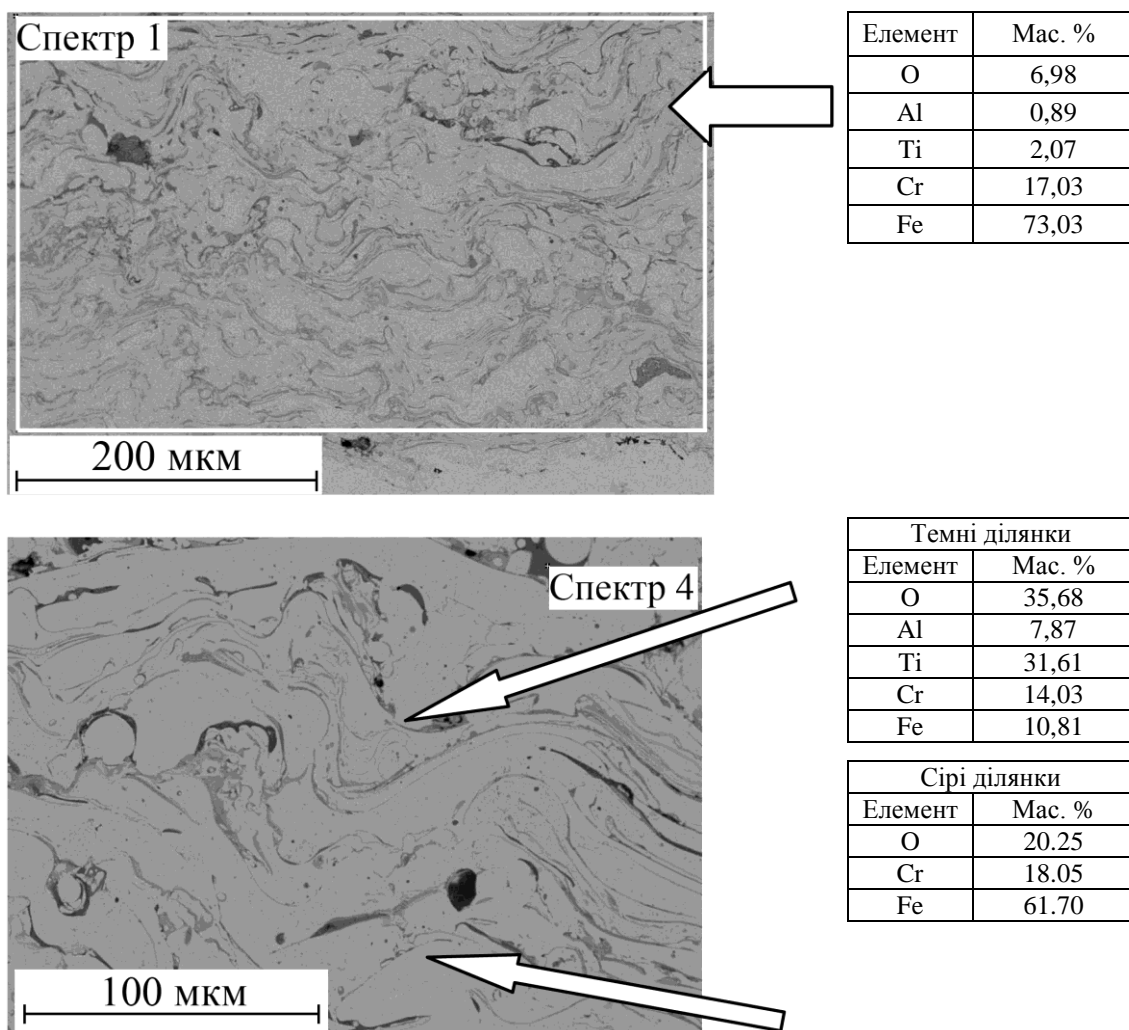 Спектр 1
200 мкм
Елемент Мас. %
O 6,98
Al 0,89
Ti 2,07
Cr 17,03
Fe 73,03
Спектр 4
100 мкм
Темні ділянки
Елемент Мас. %
O 35,68
Al 7,87
Ti 31,61
Cr 14,03
Fe 10,81
Сірі ділянки
Елемент Мас. %
O 20.25
Cr 18.05
Fe 61.70